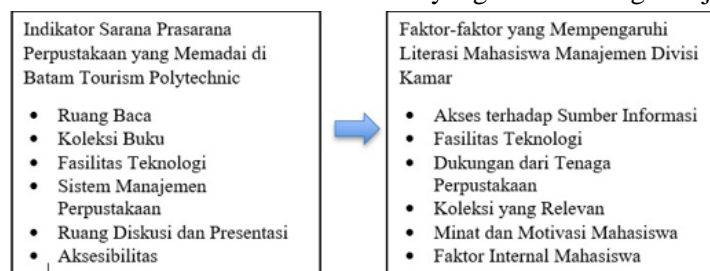 Indikator Sarana Prasarana
Perpustakaan yang Memadai di
Batam Tourism Polytechnic
• Ruang Baca
• Koleksi Buku
• Fasilitas Teknologi
• Sistem Manajemen
Perpustakaan
• Ruang Diskusi dan Presentasi
• Aksesibilitas
Faktor-faktor yang Mempengaruhi
Literasi Mahasiswa Manajemen Divisi
Kamar
• Akses terhadap Sumber Informasi
• Fasilitas Teknologi
• Dukungan dari Tenaga
Perpustakaan
• Koleksi yang Relevan
• Minat dan Motivasi Mahasiswa
• Faktor Internal Mahasiswa